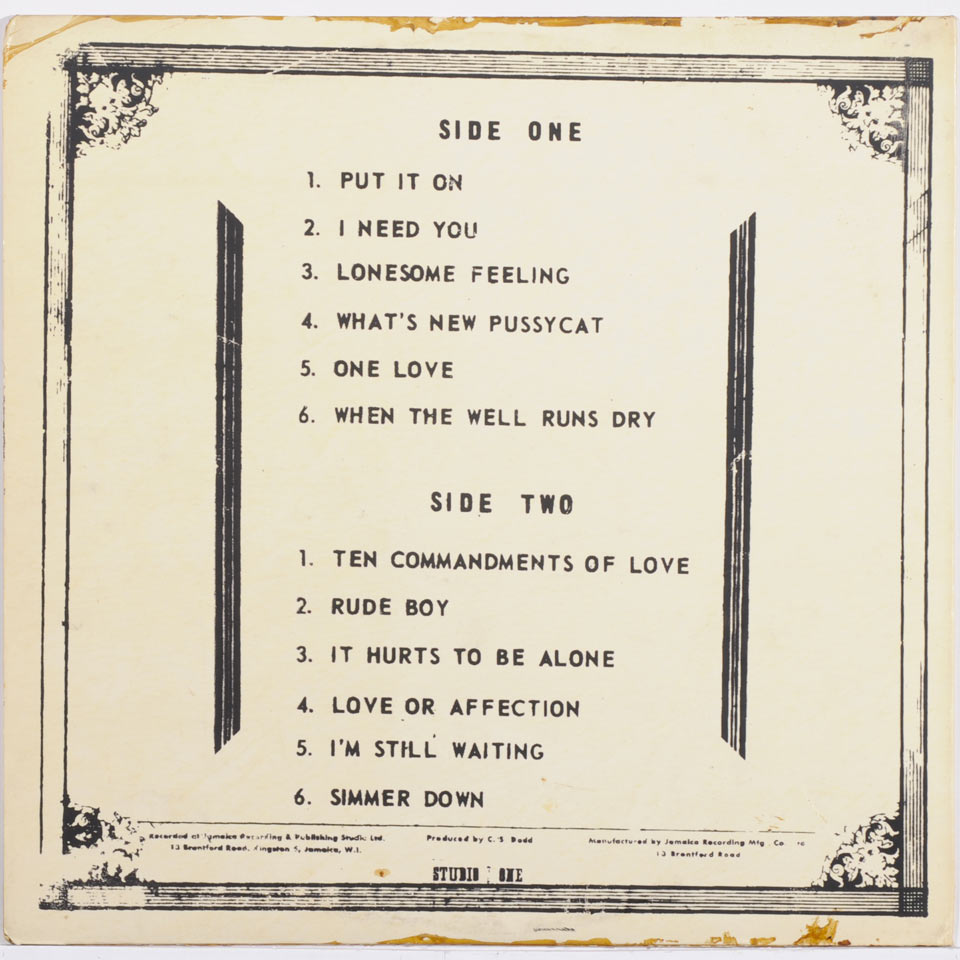 SIDE ONE
1. PUT IT ON
2. I NEED YOU
3. LONESOME FEELING
4. WHAT'S NEW PUSSYCAT
5. ONE LOVE
6. WHEN THE WELL RUNS DRY
SIDE TWO
1. TEN COMMANDMENTS OF LOVE
2. RUDE BOY
3. IT HURTS TO BE ALONE
4. LOVE OR AFFECTION
5. I'M STILL WAITING
6. SIMMER DOWN
Recorded at Jamaica Recording & Publishing Studio Ltd. Produced by C. S. Dodd Manufactured by Jamaica Recording Mfg. Co.
13 Brentford Road, Kingston 5, Jamaica, W.I. 13 Brentford Road
STUDIO ONE